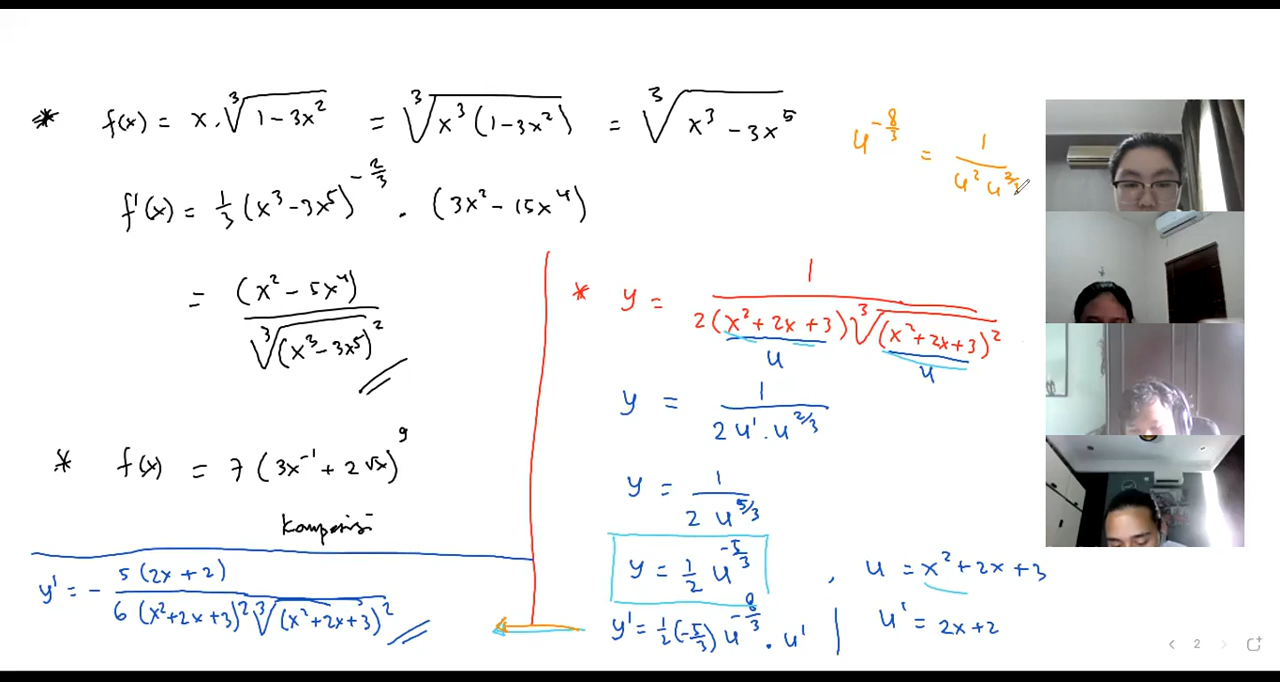 * f(x) = x . ∛(1 - 3x²) = ∛(x³ (1-3x²)) = ∛(x³ - 3x⁵)
f'(x) = 1/3 (x³ - 3x⁵)^(-2/3) . (3x² - 15x⁴)
= (x² - 5x⁴) / ∛((x³ - 3x⁵)²)
* f(x) = 7 (3x⁻¹ + 2√x)⁹
y' = - 5 (2x + 2) / 6 (x²+2x+3)² ∛((x²+2x+3)²)
u^(-8/3) = 1 / u² u^(2/3)
* y = 1 / 2 (x² + 2x + 3) ∛((x²+2x+3)²)
u u
y = 1 / 2 u¹ . u^(2/3)
y = 1 / 2 u^(5/3)
y = 1/2 u^(-5/3) , u = x² + 2x + 3
y' = 1/2 (-5/3) u^(-8/3) . u' | u' = 2x+2
< 2 >